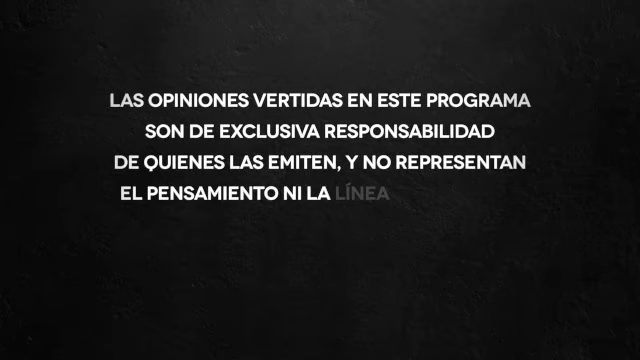 LAS OPINIONES VERTIDAS EN ESTE PROGRAMA
SON DE EXCLUSIVA RESPONSABILIDAD
DE QUIENES LAS EMITEN, Y NO REPRESENTAN
EL PENSAMIENTO NI LA LÍNEA